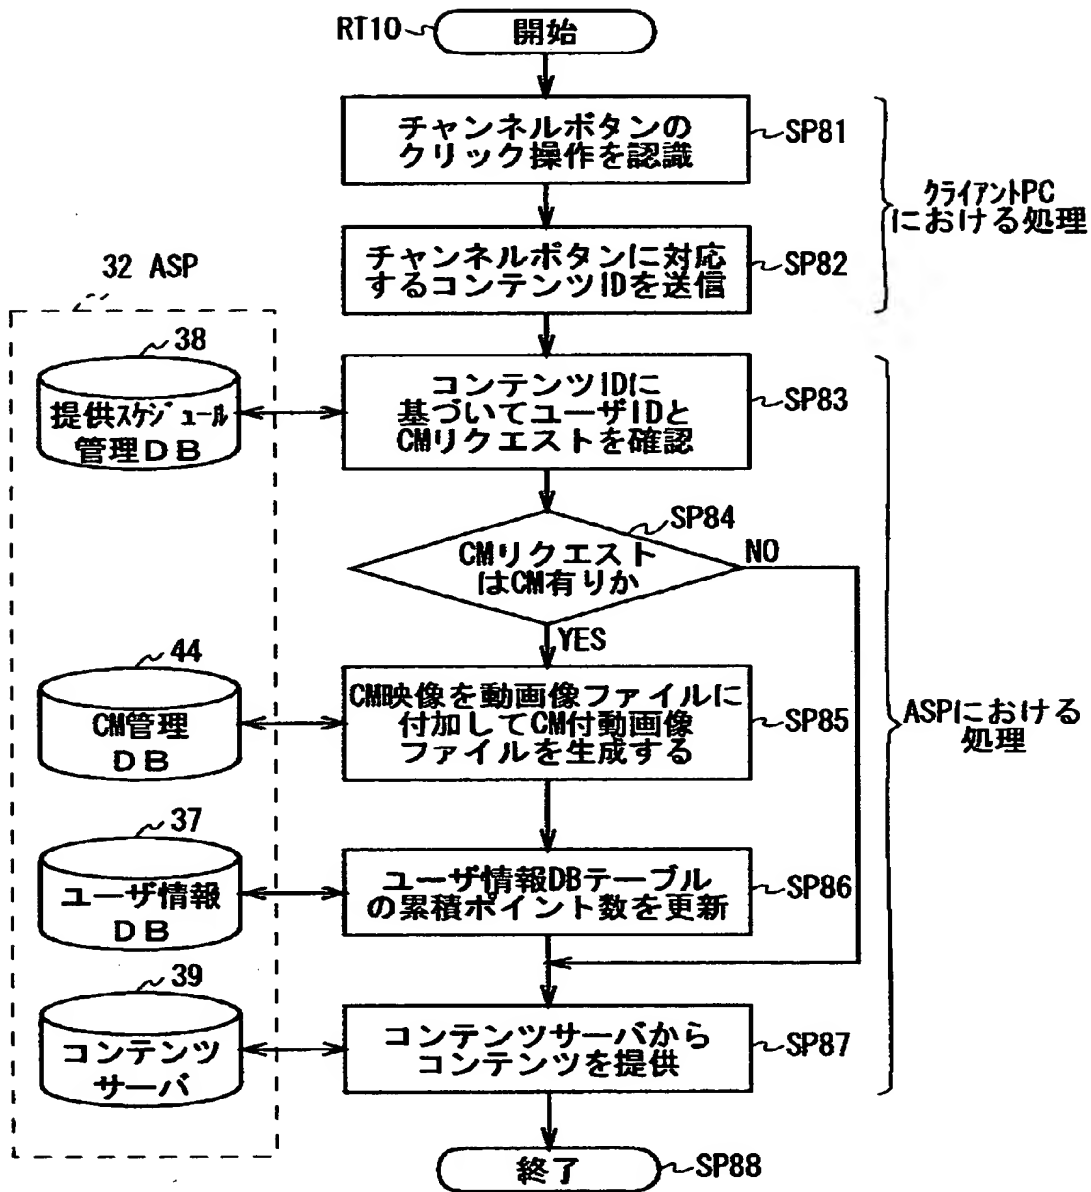 RT10
開始
チャンネルボタンの
クリック操作を認識
SP81
チャンネルボタンに対応
するコンテンツIDを送信
SP82
クライアントPC
における処理
32 ASP
38
提供スケジュール
管理DB
コンテンツIDに
基づいてユーザIDと
CMリクエストを確認
SP83
SP84
CMリクエスト
はCM有りか
NO
YES
44
CM管理
DB
CM映像を動画像ファイルに
付加してCM付動画像
ファイルを生成する
SP85
ASPにおける
処理
37
ユーザ情報
DB
ユーザ情報DBテーブル
の累積ポイント数を更新
SP86
39
コンテンツ
サーバ
コンテンツサーバから
コンテンツを提供
SP87
終了
SP88